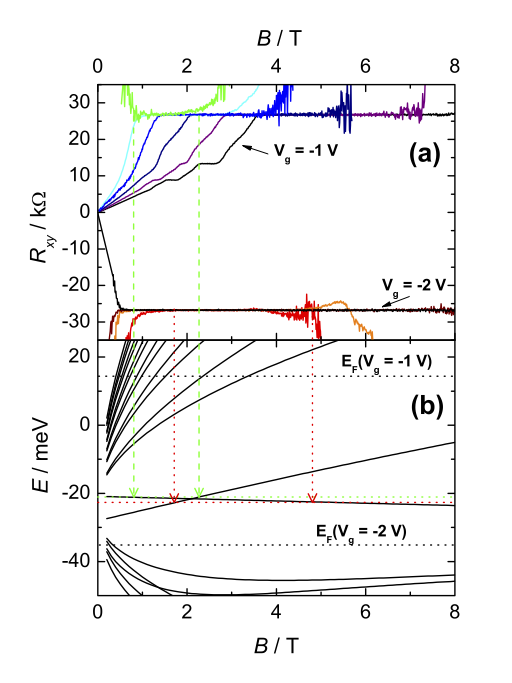 B / T
0 2 4 6 8
30
20
10
0
-10
-20
-30
R_xy / kΩ
V_g = -1 V
(a)
V_g = -2 V
20
0
-20
-40
E / meV
E_F(V_g = -1 V)
(b)
E_F(V_g = -2 V)
0 2 4 6 8
B / T